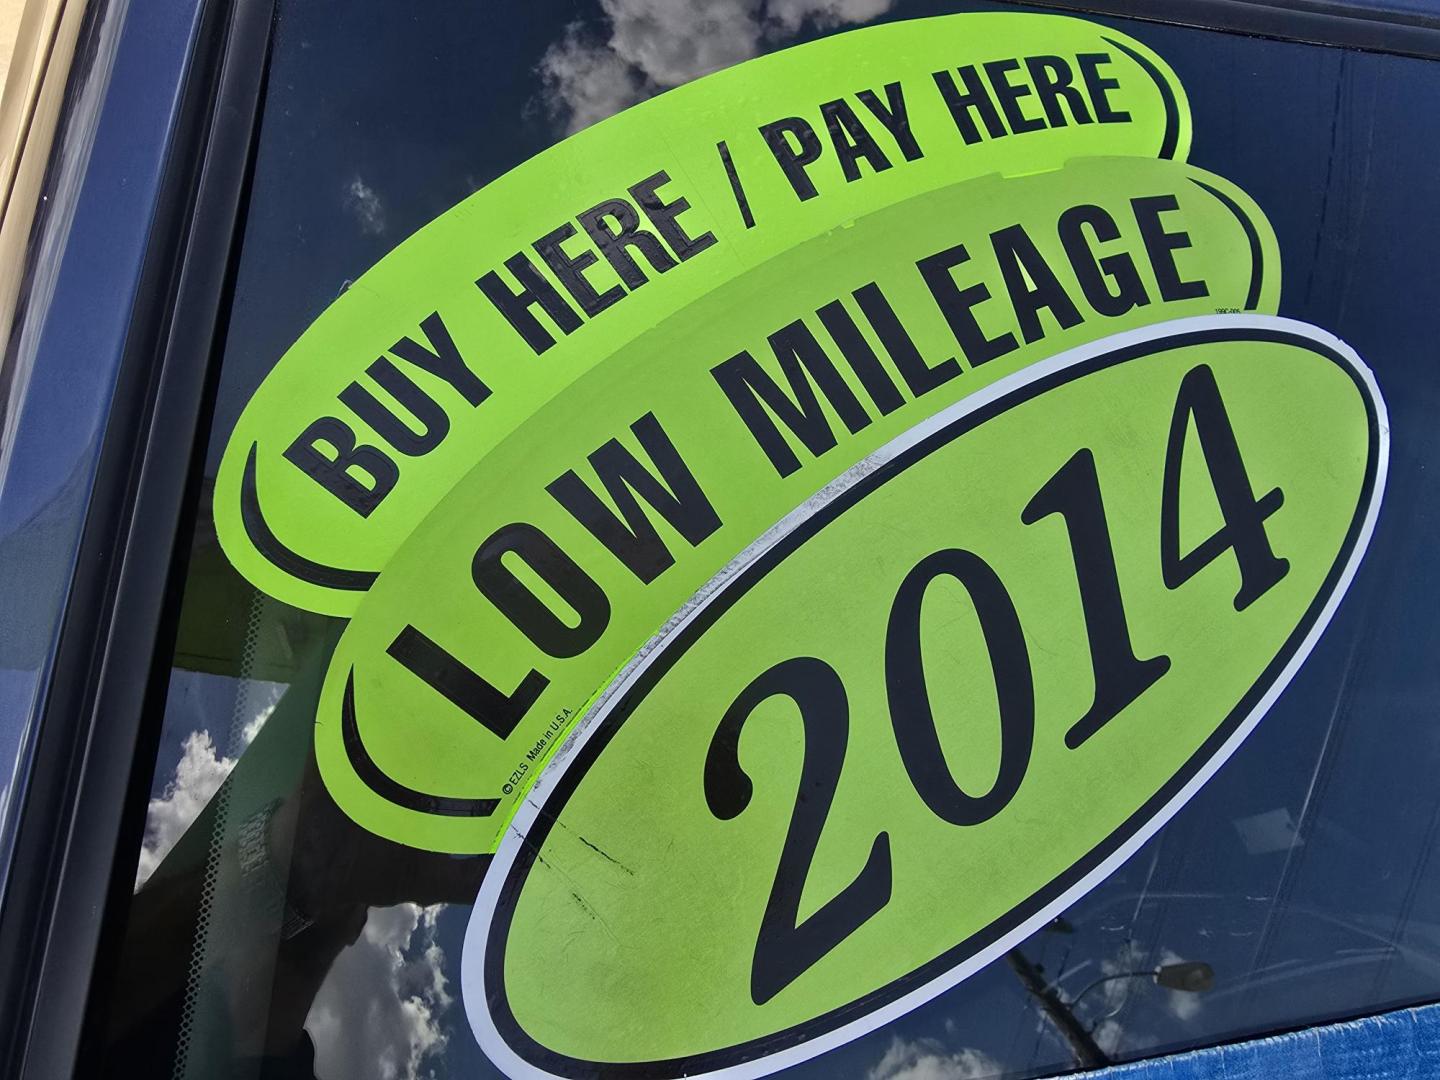 BUY HERE / PAY HERE
LOW MILEAGE
©EZLS Made in U.S.A.
2014